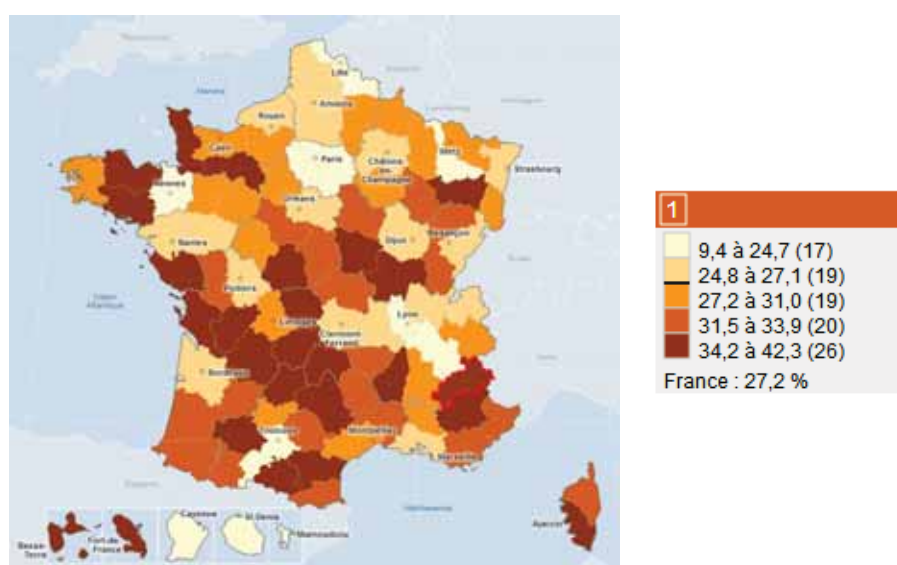 Lille
Amiens
Rouen
Caen
Paris
Châlons
en
Champagne
Metz
Strasbourg
Rennes
Orléans
Nantes
Dijon
Besançon
Poitiers
Limoges
Clermont
Ferrand
Lyon
Bordeaux
Toulouse
Montpellier
Marseille
Ajaccio
Basse-
Terre
Fort-de
France
Cayenne
St Denis
Mamoudzou
1
9,4 à 24,7 (17)
24,8 à 27,1 (19)
27,2 à 31,0 (19)
31,5 à 33,9 (20)
34,2 à 42,3 (26)
France : 27,2 %